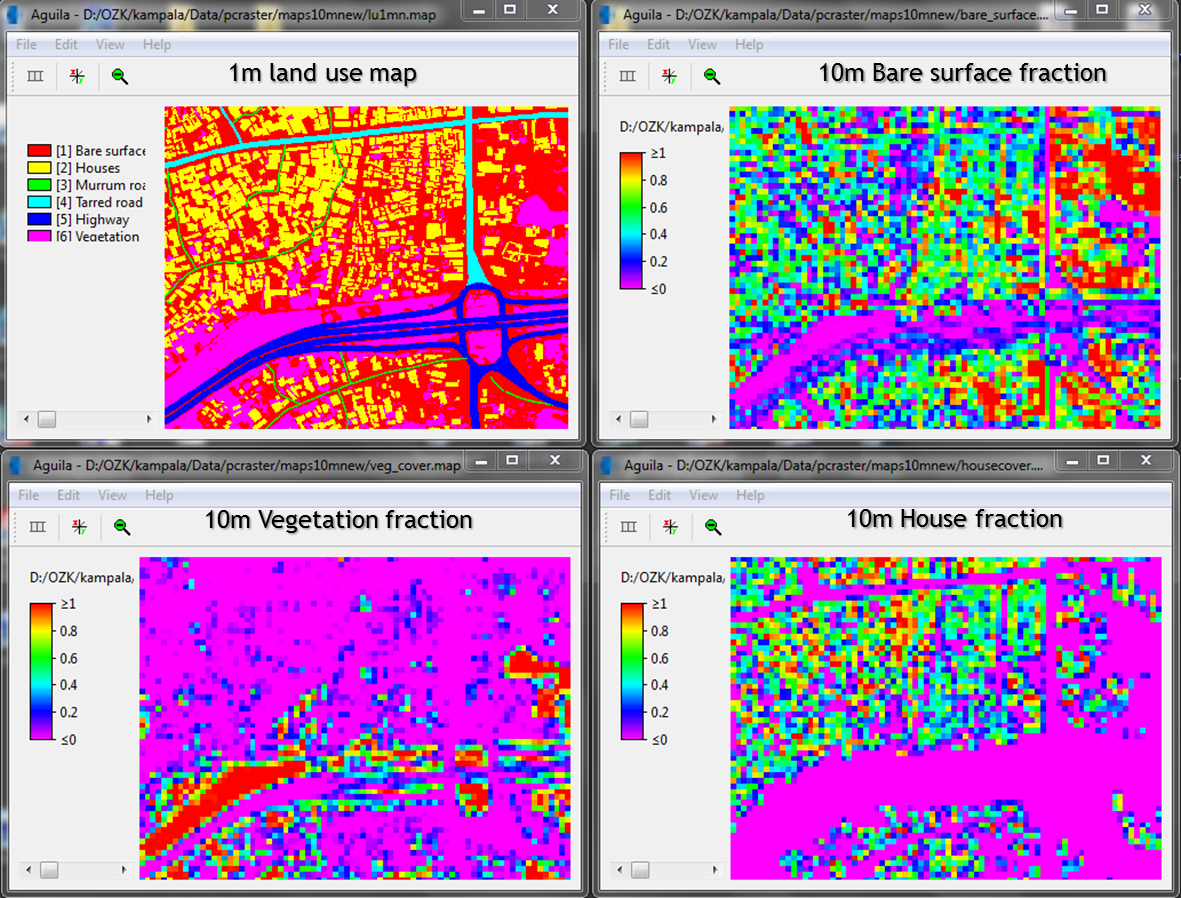 Aguila - D:/OZK/kampala/Data/pcraster/maps10mnew/lu1mn.map
File Edit View Help
1m land use map
[1] Bare surface
[2] Houses
[3] Murrum roa
[4] Tarred road
[5] Highway
[6] Vegetation
Aguila - D:/OZK/kampala/Data/pcraster/maps10mnew/bare_surface....
File Edit View Help
10m Bare surface fraction
D:/OZK/kampala/
≥1
0.8
0.6
0.4
0.2
≤0
Aguila - D:/OZK/kampala/Data/pcraster/maps10mnew/veg_cover.map
File Edit View Help
10m Vegetation fraction
D:/OZK/kampala/
≥1
0.8
0.6
0.4
0.2
≤0
Aguila - D:/OZK/kampala/Data/pcraster/maps10mnew/housecover....
File Edit View Help
10m House fraction
D:/OZK/kampala/
≥1
0.8
0.6
0.4
0.2
≤0